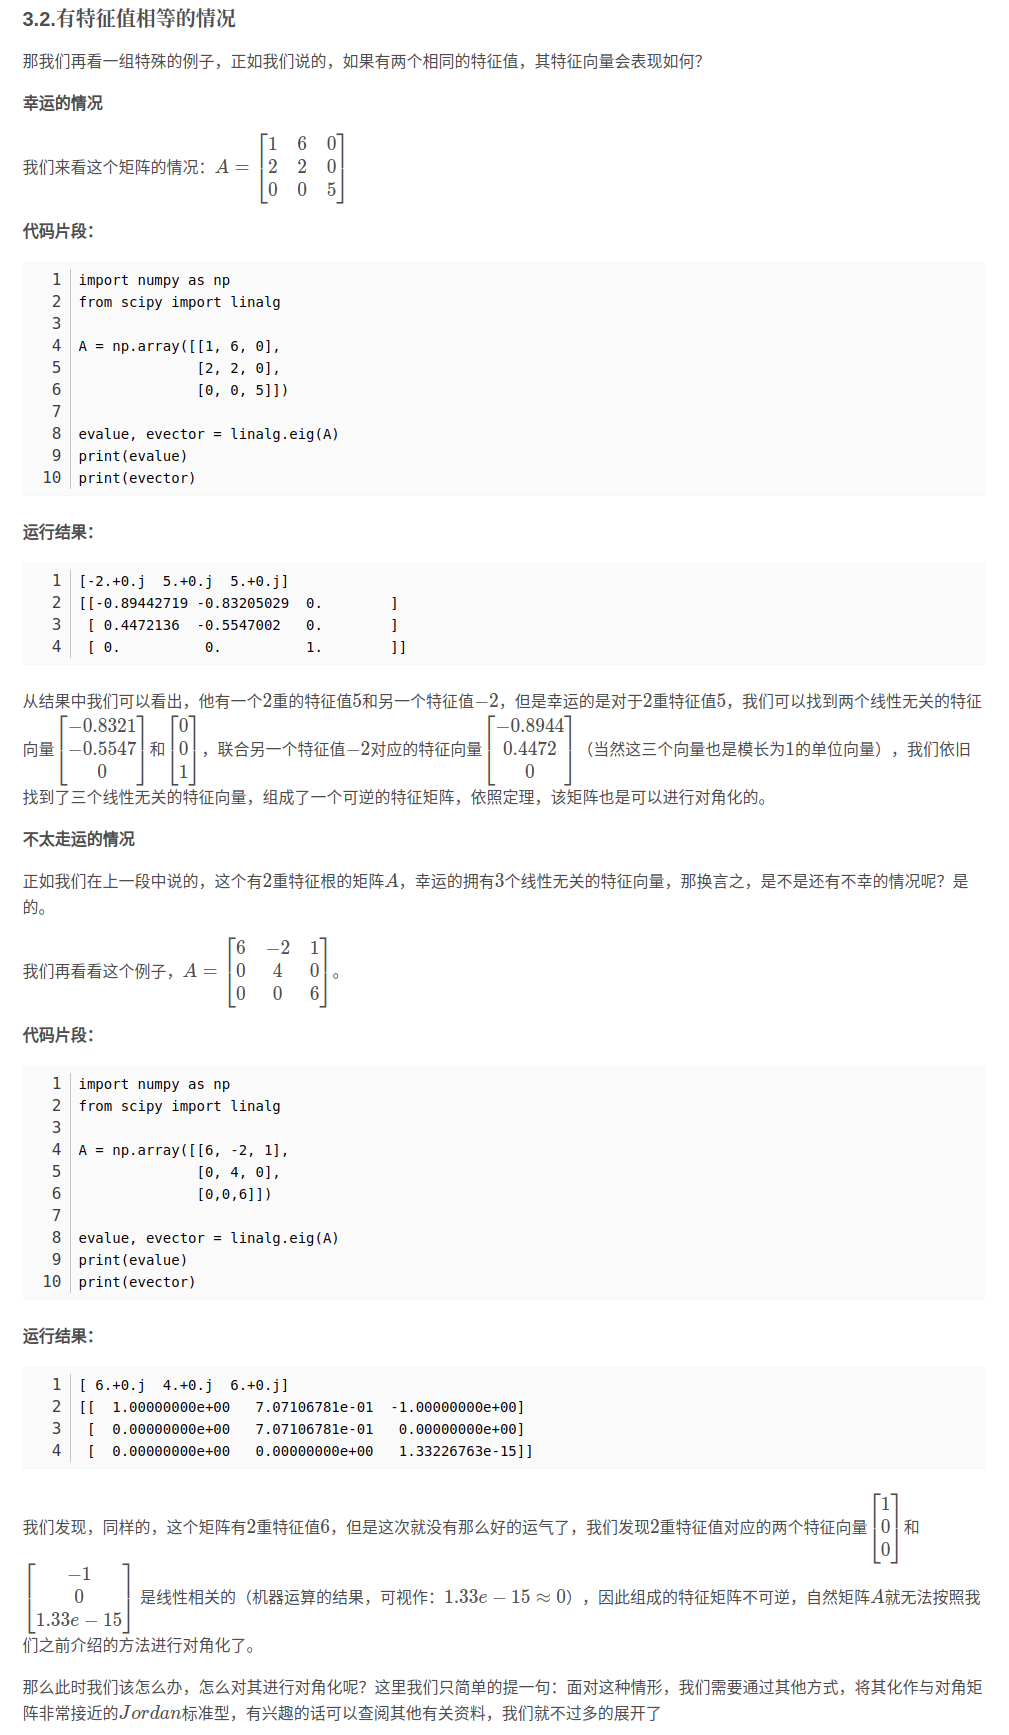 3.2.有特征值相等的情况
那我们再看一组特殊的例子，正如我们说的，如果有两个相同的特征值，其特征向量会表现如何？
幸运的情况
我们来看这个矩阵的情况：A = [1 6 0
2 2 0
0 0 5]
代码片段：
1 import numpy as np
2 from scipy import linalg
3
4 A = np.array([[1, 6, 0],
5               [2, 2, 0],
6               [0, 0, 5]])
7
8 evalue, evector = linalg.eig(A)
9 print(evalue)
10 print(evector)
运行结果：
1 [-2.+0.j  5.+0.j  5.+0.j]
2 [[-0.89442719 -0.83205029  0.        ]
3  [ 0.4472136  -0.5547002   0.        ]
4  [ 0.          0.          1.        ]]
从结果中我们可以看出，他有一个2重的特征值5和另一个特征值−2，但是幸运的是对于2重特征值5，我们可以找到两个线性无关的特征
向量[−0.8321 −0.5547 0]和[0 0 1]，联合另一个特征值−2对应的特征向量[−0.8944 0.4472 0]（当然这三个向量也是模长为1的单位向量），我们依旧
找到了三个线性无关的特征向量，组成了一个可逆的特征矩阵，依照定理，该矩阵也是可以进行对角化的。
不太走运的情况
正如我们在上一段中说的，这个有2重特征根的矩阵A，幸运的拥有3个线性无关的特征向量，那换言之，是不是还有不幸的情况呢？是
的。
我们再看看这个例子，A = [6 −2 1
0 4 0
0 0 6]。
代码片段：
1 import numpy as np
2 from scipy import linalg
3
4 A = np.array([[6, -2, 1],
5               [0, 4, 0],
6               [0,0,6]])
7
8 evalue, evector = linalg.eig(A)
9 print(evalue)
10 print(evector)
运行结果：
1 [ 6.+0.j  4.+0.j  6.+0.j]
2 [[  1.00000000e+00   7.07106781e-01  -1.00000000e+00]
3  [  0.00000000e+00   7.07106781e-01   0.00000000e+00]
4  [  0.00000000e+00   0.00000000e+00   1.33226763e-15]]
我们发现，同样的，这个矩阵有2重特征值6，但是这次就没有那么好的运气了，我们发现2重特征值对应的两个特征向量[1 0 0]和
[−1 0 1.33e − 15]是线性相关的（机器运算的结果，可视作：1.33e − 15 ≈ 0），因此组成的特征矩阵不可逆，自然矩阵A就无法按照我
们之前介绍的方法进行对角化了。
那么此时我们该怎么办，怎么对其进行对角化呢？这里我们只简单的提一句：面对这种情形，我们需要通过其他方式，将其化作与对角矩
阵非常接近的Jordan标准型，有兴趣的话可以查阅其他有关资料，我们就不过多的展开了